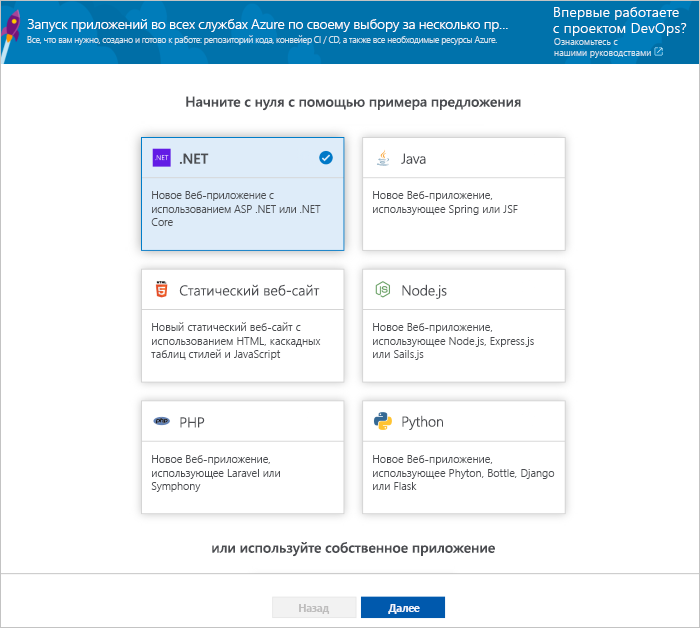 Запуск приложений во всех службах Azure по своему выбору за несколько пр...
Все, что вам нужно, создано и готово к работе: репозиторий кода, конвейер CI / CD, а также все необходимые ресурсы Azure.
Впервые работаете
с проектом DevOps?
Ознакомьтесь с
нашими руководствами
Начните с нуля с помощью примера предложения
.NET
.NET
Новое Веб-приложение с
использованием ASP .NET или .NET
Core
Java
Новое Веб-приложение,
использующее Spring или JSF
HTML
5
Статический веб-сайт
Новый статический веб-сайт с
использованием HTML, каскадных
таблиц стилей и JavaScript
JS
Node.js
Новое Веб-приложение,
использующее Node.js, Express.js
или Sails.js
php
PHP
Новое Веб-приложение,
использующее Laravel или
Symphony
Python
Новое Веб-приложение,
использующее Phyton, Bottle, Django
или Flask
или используйте собственное приложение
Назад
Далее